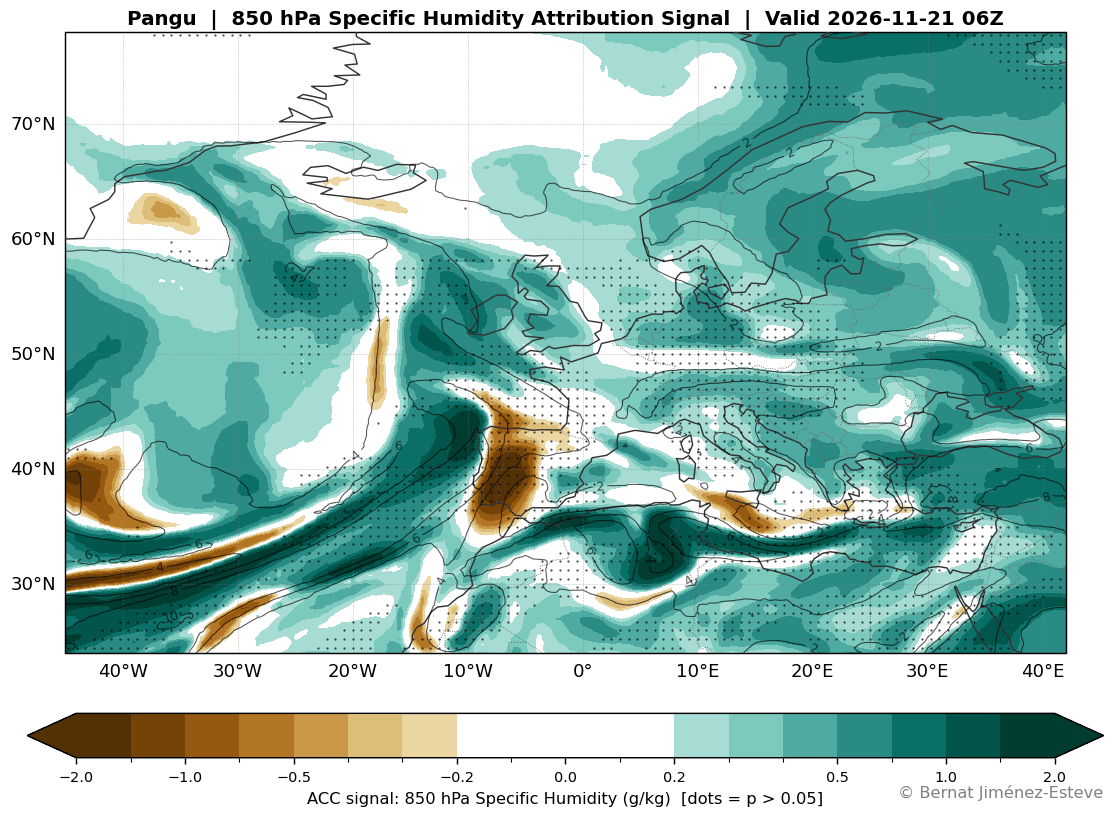 Pangu | 850 hPa Specific Humidity Attribution Signal | Valid 2026-11-21 06Z
70°N
60°N
50°N
40°N
30°N
40°W 30°W 20°W 10°W 0° 10°E 20°E 30°E 40°E
−2.0 −1.0 −0.5 −0.2 0.0 0.2 0.5 1.0 2.0
ACC signal: 850 hPa Specific Humidity (g/kg) [dots = p > 0.05]
© Bernat Jiménez-Esteve